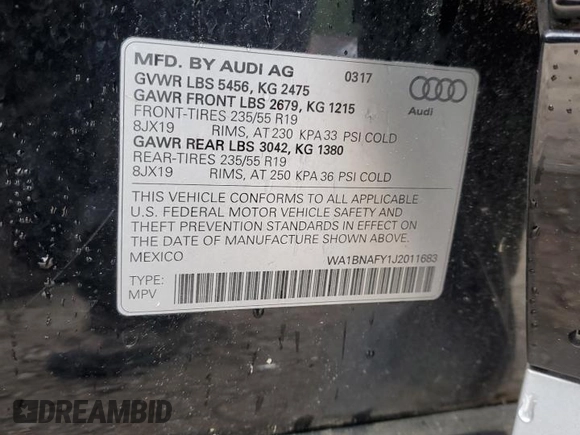 MFD. BY AUDI AG 0317
GVWR LBS 5456, KG 2475
GAWR FRONT LBS 2679, KG 1215
FRONT-TIRES 235/55 R19
8JX19 RIMS, AT 230 KPA 33 PSI COLD
GAWR REAR LBS 3042, KG 1380
REAR-TIRES 235/55 R19
8JX19 RIMS, AT 250 KPA 36 PSI COLD
Audi
THIS VEHICLE CONFORMS TO ALL APPLICABLE
U.S. FEDERAL MOTOR VEHICLE SAFETY AND
THEFT PREVENTION STANDARDS IN EFFECT ON
THE DATE OF MANUFACTURE SHOWN ABOVE.
MEXICO WA1BNAFY1J2011683
TYPE:
MPV
DREAMBID